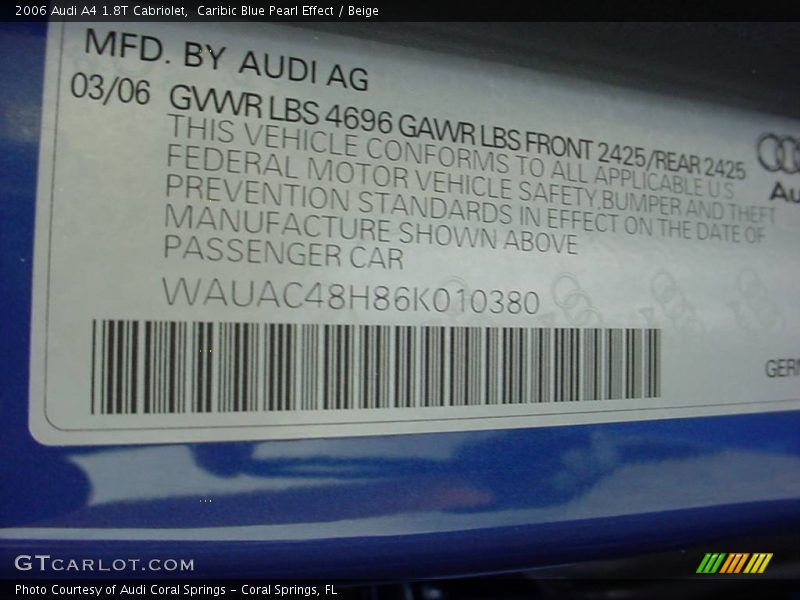 2006 Audi A4 1.8T Cabriolet,  Caribic Blue Pearl Effect / Beige
MFD. BY AUDI AG
03/06 GVWR LBS 4696 GAWR LBS FRONT 2425/REAR 2425
THIS VEHICLE CONFORMS TO ALL APPLICABLE U S
FEDERAL MOTOR VEHICLE SAFETY,BUMPER AND THEFT
PREVENTION STANDARDS IN EFFECT ON THE DATE OF
MANUFACTURE SHOWN ABOVE
PASSENGER CAR
WAUAC48H86K010380
GTCARLOT.COM
Photo Courtesy of Audi Coral Springs – Coral Springs, FL